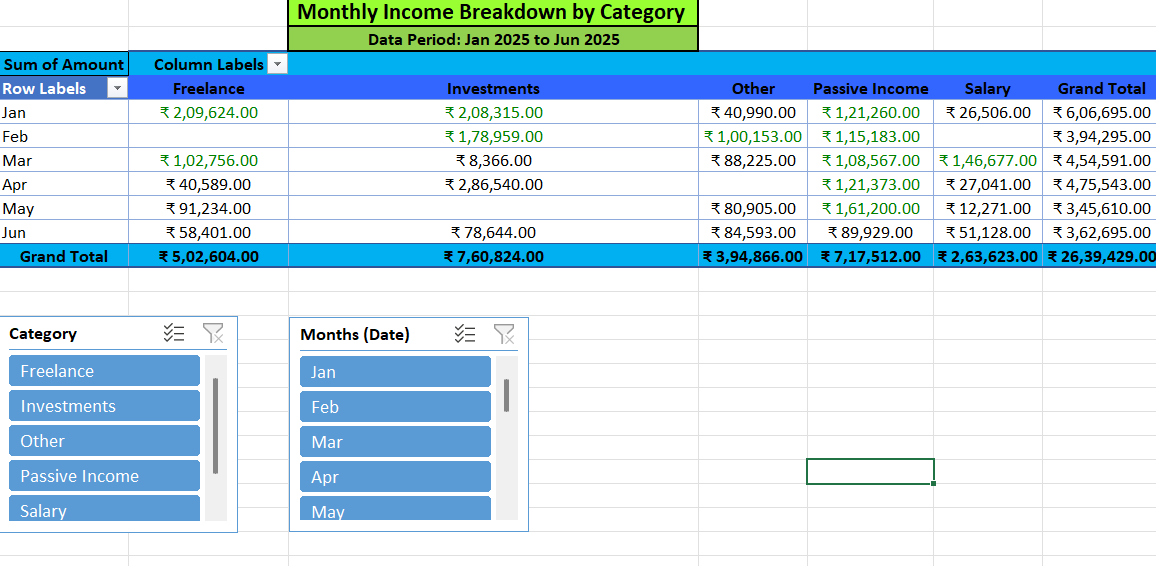 Monthly Income Breakdown by Category
Data Period: Jan 2025 to Jun 2025
Sum of Amount Column Labels
Row Labels Freelance Investments Other Passive Income Salary Grand Total
Jan ₹ 2,09,624.00 ₹ 2,08,315.00 ₹ 40,990.00 ₹ 1,21,260.00 ₹ 26,506.00 ₹ 6,06,695.00
Feb ₹ 1,78,959.00 ₹ 1,00,153.00 ₹ 1,15,183.00 ₹ 3,94,295.00
Mar ₹ 1,02,756.00 ₹ 8,366.00 ₹ 88,225.00 ₹ 1,08,567.00 ₹ 1,46,677.00 ₹ 4,54,591.00
Apr ₹ 40,589.00 ₹ 2,86,540.00 ₹ 1,21,373.00 ₹ 27,041.00 ₹ 4,75,543.00
May ₹ 91,234.00 ₹ 80,905.00 ₹ 1,61,200.00 ₹ 12,271.00 ₹ 3,45,610.00
Jun ₹ 58,401.00 ₹ 78,644.00 ₹ 84,593.00 ₹ 89,929.00 ₹ 51,128.00 ₹ 3,62,695.00
Grand Total ₹ 5,02,604.00 ₹ 7,60,824.00 ₹ 3,94,866.00 ₹ 7,17,512.00 ₹ 2,63,623.00 ₹ 26,39,429.00
Category
Freelance
Investments
Other
Passive Income
Salary
Months (Date)
Jan
Feb
Mar
Apr
May